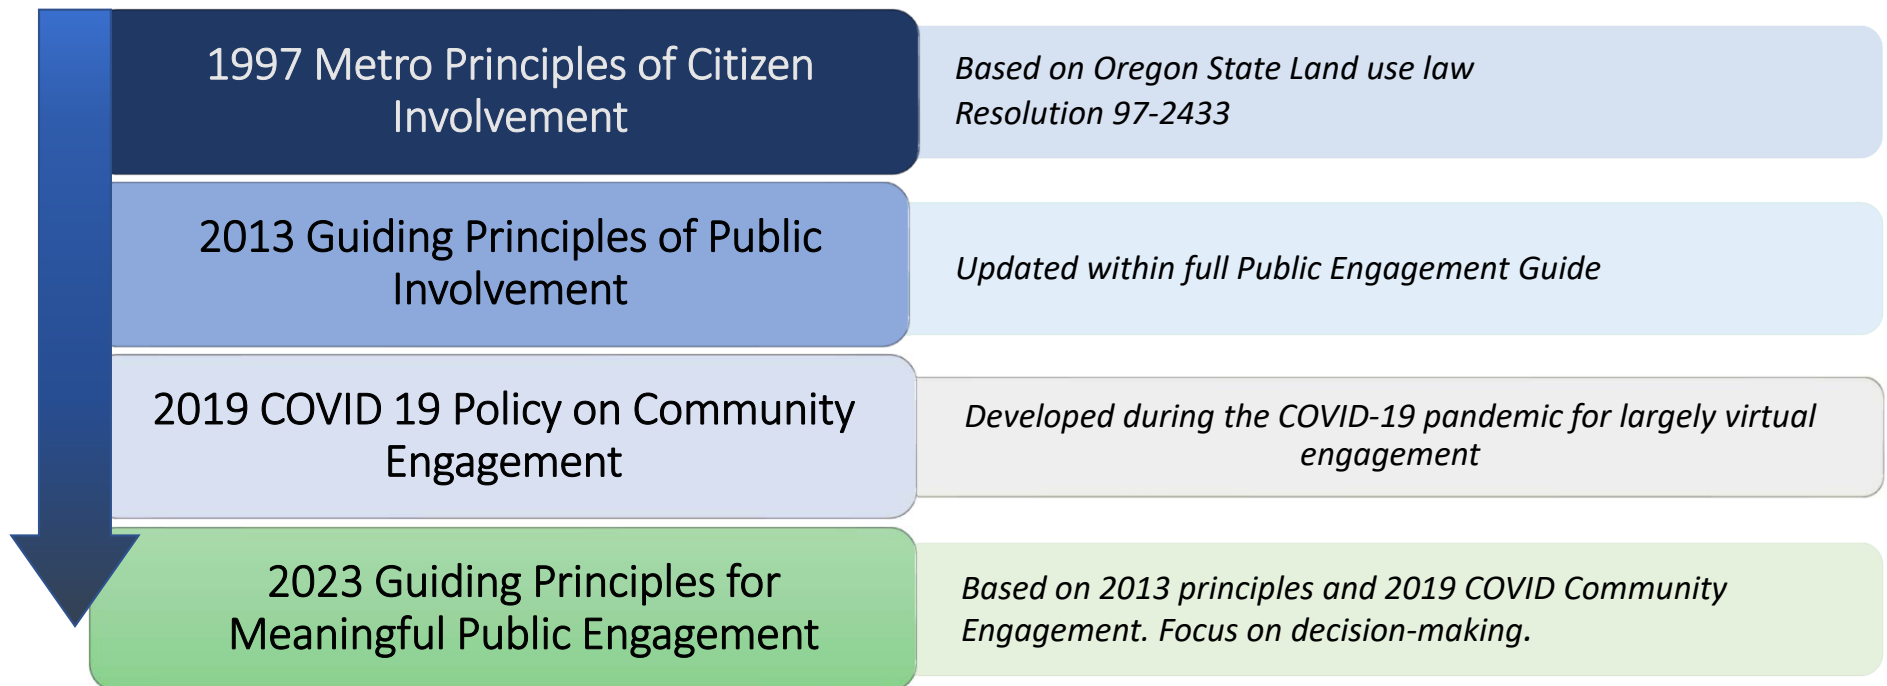 1997 Metro Principles of Citizen
Involvement
Based on Oregon State Land use law
Resolution 97-2433
2013 Guiding Principles of Public
Involvement
Updated within full Public Engagement Guide
2019 COVID 19 Policy on Community
Engagement
Developed during the COVID-19 pandemic for largely virtual
engagement
2023 Guiding Principles for
Meaningful Public Engagement
Based on 2013 principles and 2019 COVID Community
Engagement. Focus on decision-making.